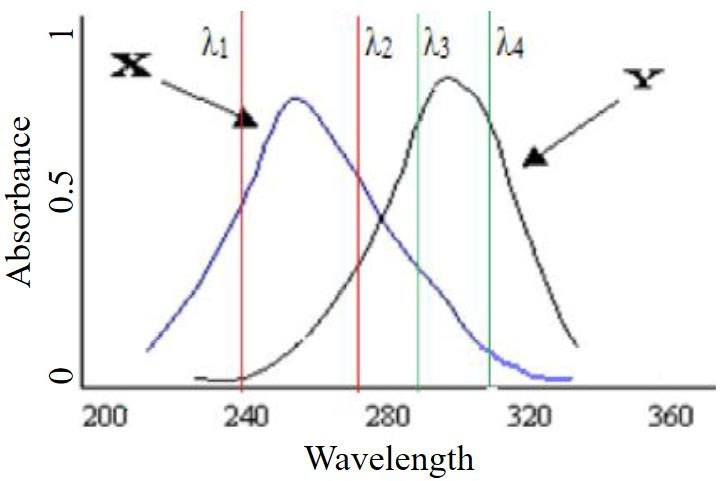 1
X
λ1
λ2
λ3
λ4
Y
Absorbance
0.5
0
200 240 280 320 360
Wavelength